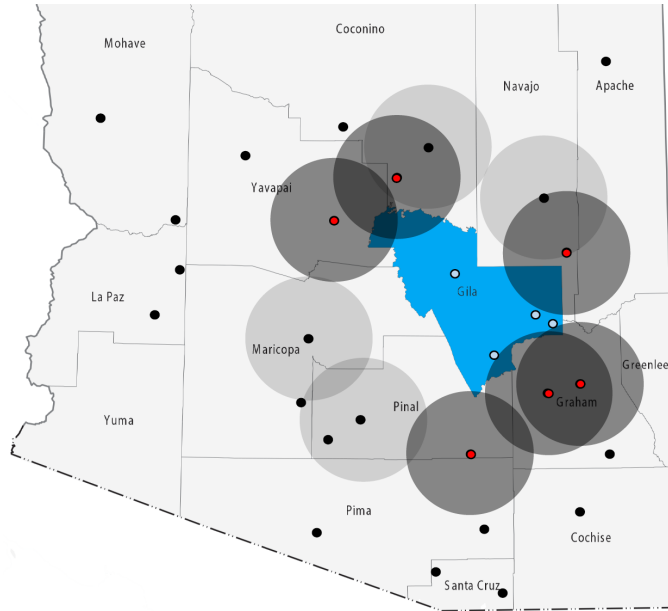 Coconino
Mohave
Navajo
Apache
Yavapai
Gila
La Paz
Maricopa
Greenlee
Graham
Pinal
Yuma
Pima
Cochise
Santa Cruz